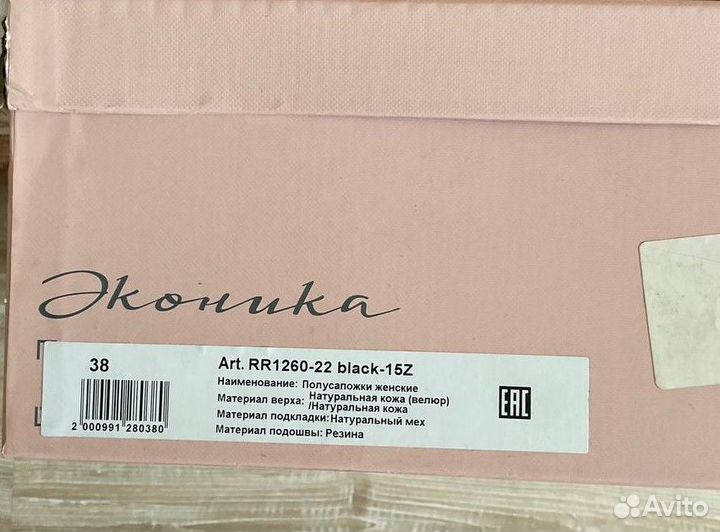 Эконика
38
Art. RR1260-22 black-15Z
Наименование: Полусапожки женские
Материал верха: Натуральная кожа (велюр)
/Натуральная кожа
Материал подкладки:Натуральный мех
Материал подошвы: Резина
2 000991 280380
EAC
Avito